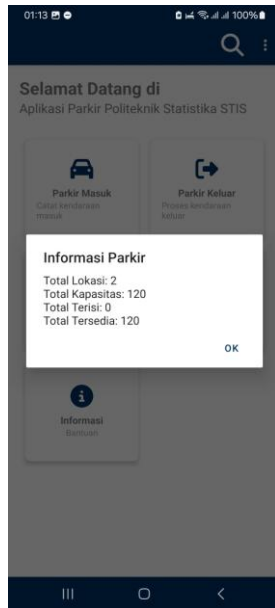 01:13
100%
Selamat Datang di
Aplikasi Parkir Politeknik Statistika STIS
Parkir Masuk
Catat kendaraan
masuk
Parkir Keluar
Proses kendaraan
keluar
Informasi Parkir
Total Lokasi: 2
Total Kapasitas: 120
Total Terisi: 0
Total Tersedia: 120
OK
Informasi
Bantuan